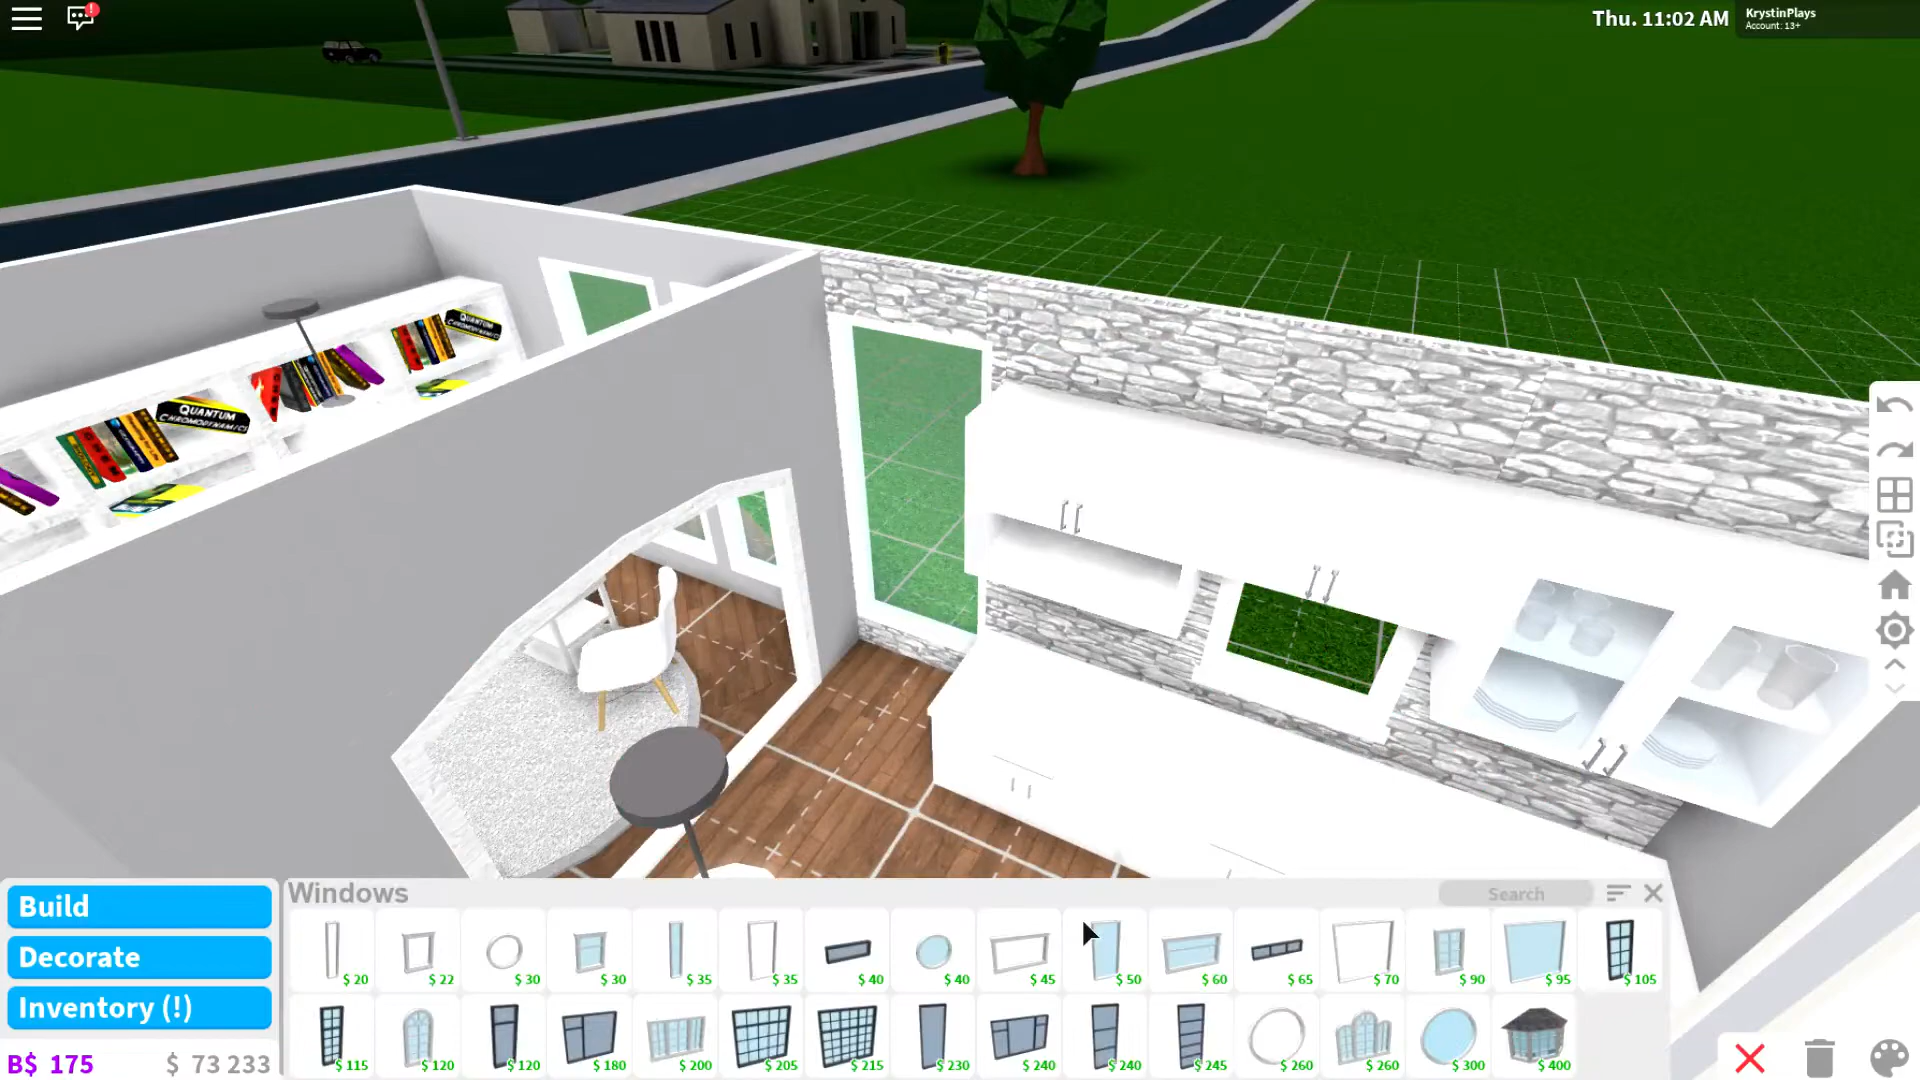 Thu. 11:02 AM
KrystinPlays
Account: 13+
QUANTUM
CHROMODYNAMICS
QUANTUM
CHROMODYNAMICS
Build
Decorate
Inventory (!)
B$ 175
$ 73 233
Windows
Search
$ 20
$ 22
$ 30
$ 30
$ 35
$ 35
$ 40
$ 40
$ 45
$ 50
$ 60
$ 65
$ 70
$ 90
$ 95
$ 105
$ 115
$ 120
$ 120
$ 180
$ 200
$ 205
$ 215
$ 230
$ 240
$ 240
$ 245
$ 260
$ 260
$ 300
$ 400